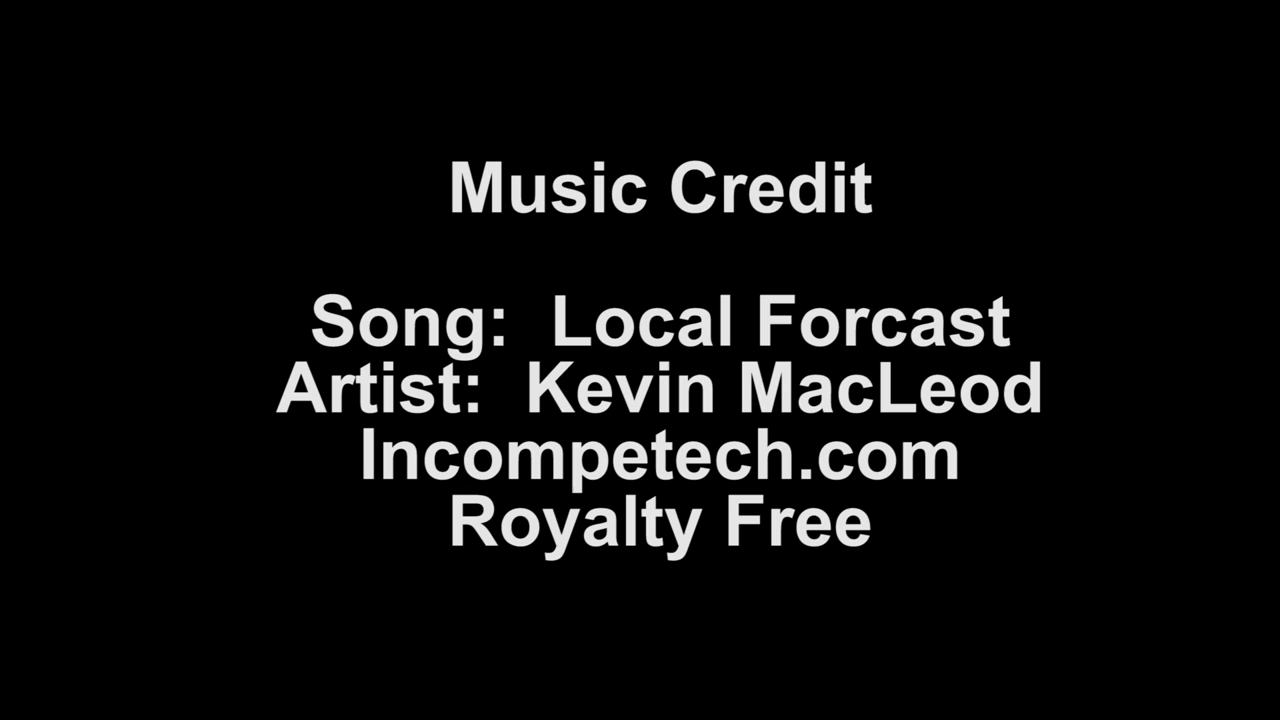 Music Credit
Song:  Local Forcast
Artist:  Kevin MacLeod
Incompetech.com
Royalty Free